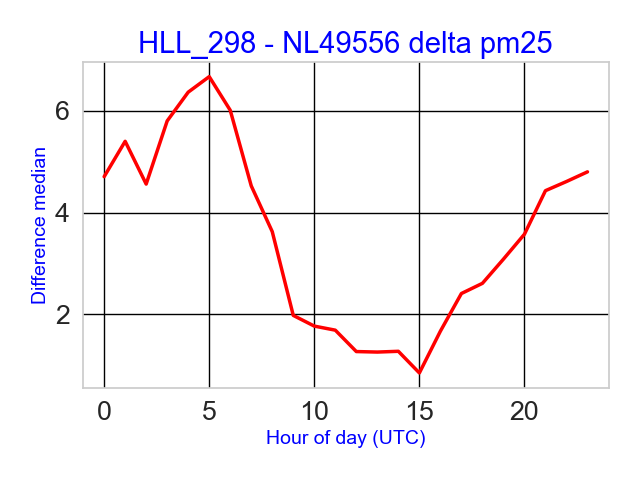 HLL_298 - NL49556 delta pm25
Difference median
6
4
2
0 5 10 15 20
Hour of day (UTC)